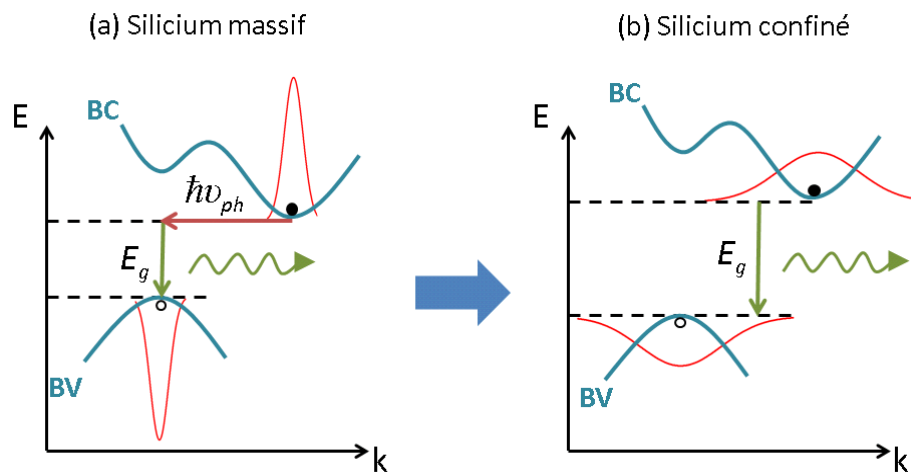 (a) Silicium massif
(b) Silicium confiné
E
BC
ħυph
Eg
BV
k
E
BC
Eg
BV
k